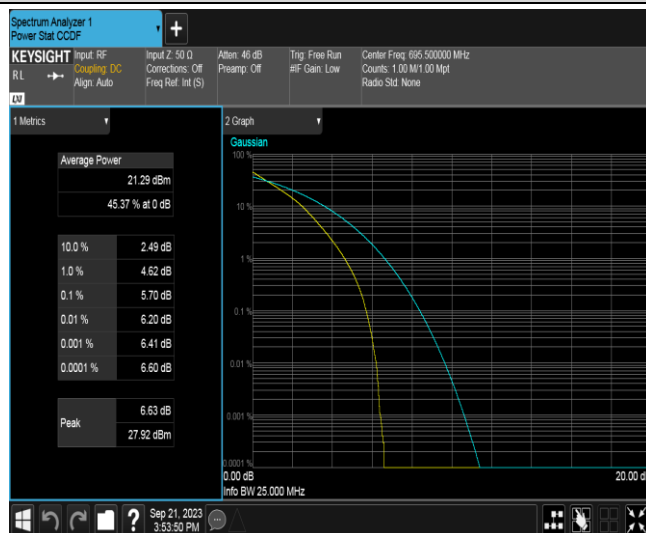 Spectrum Analyzer 1
Power Stat CCDF
+
KEYSIGHT
RL
LXI
Input: RF
Coupling: DC
Align: Auto
Input Z: 50 Ω
Corrections: Off
Freq Ref: Int (S)
Atten: 46 dB
Preamp: Off
Trig: Free Run
#IF Gain: Low
Center Freq: 695.500000 MHz
Counts: 1.00 M/1.00 Mpt
Radio Std: None
1 Metrics
Average Power
21.29 dBm
45.37 % at 0 dB
10.0 % 2.49 dB
1.0 % 4.62 dB
0.1 % 5.70 dB
0.01 % 6.20 dB
0.001 % 6.41 dB
0.0001 % 6.60 dB
Peak
6.63 dB
27.92 dBm
2 Graph
Gaussian
100 %
10 %
1 %
0.1 %
0.01 %
0.001 %
0.0001 %
0.00 dB
20.00 d
Info BW 25.000 MHz
?
Sep 21, 2023
3:53:50 PM